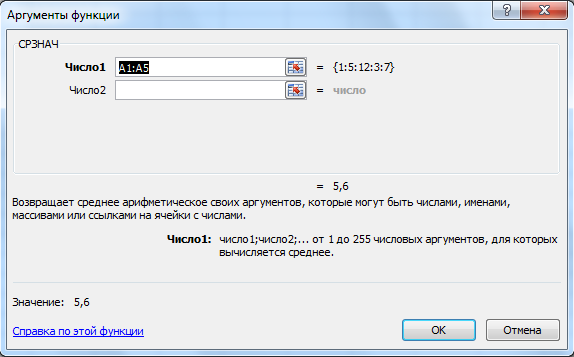 Аргументы функции
СРЗНАЧ
Число1 A1:A5 = {1:5:12:3:7}
Число2 = число
= 5,6
Возвращает среднее арифметическое своих аргументов, которые могут быть числами, именами,
массивами или ссылками на ячейки с числами.
Число1: число1;число2;... от 1 до 255 числовых аргументов, для которых
вычисляется среднее.
Значение: 5,6
Справка по этой функции
ОК
Отмена